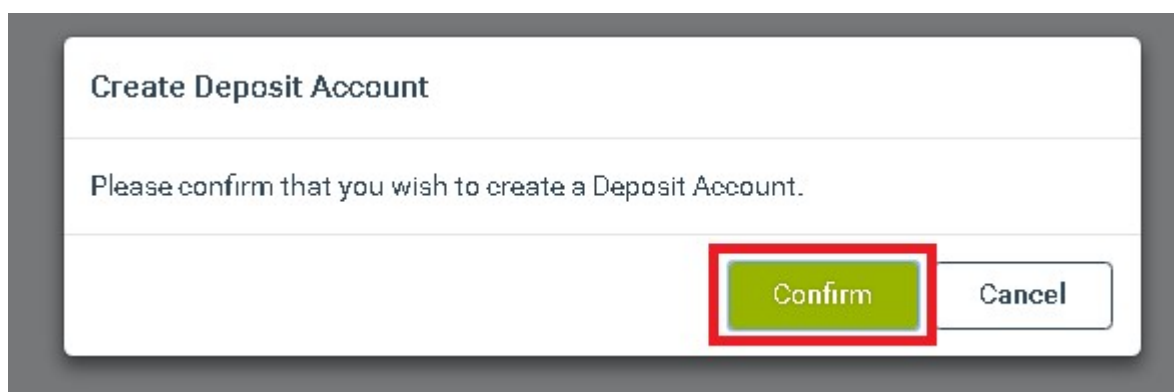 Create Deposit Account
Please confirm that you wish to create a Deposit Account.
Confirm
Cancel